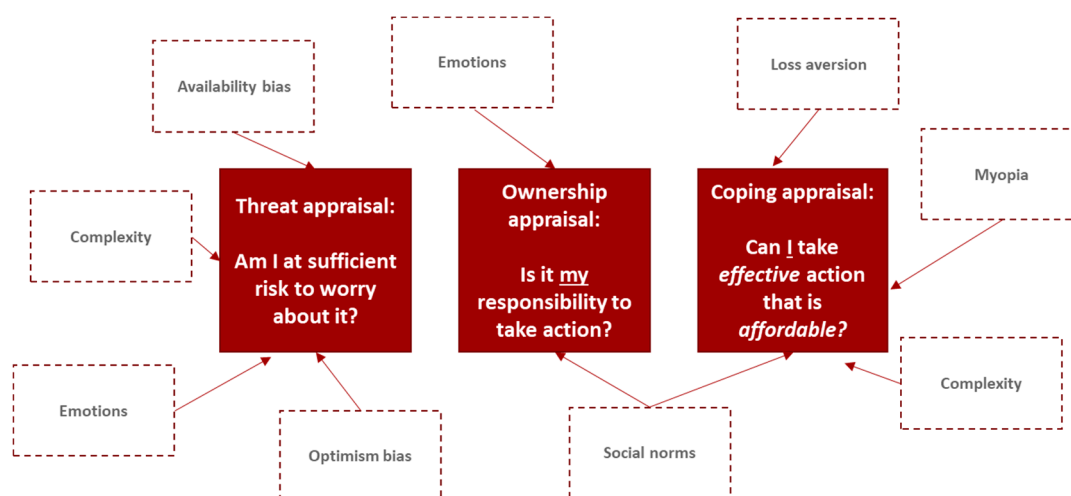 Emotions
Loss aversion
Availability bias
Myopia
Complexity
Threat appraisal:
Am I at sufficient
risk to worry
about it?
Ownership
appraisal:
Is it my
responsibility to
take action?
Coping appraisal:
Can I take
effective action
that is
affordable?
Complexity
Emotions
Optimism bias
Social norms